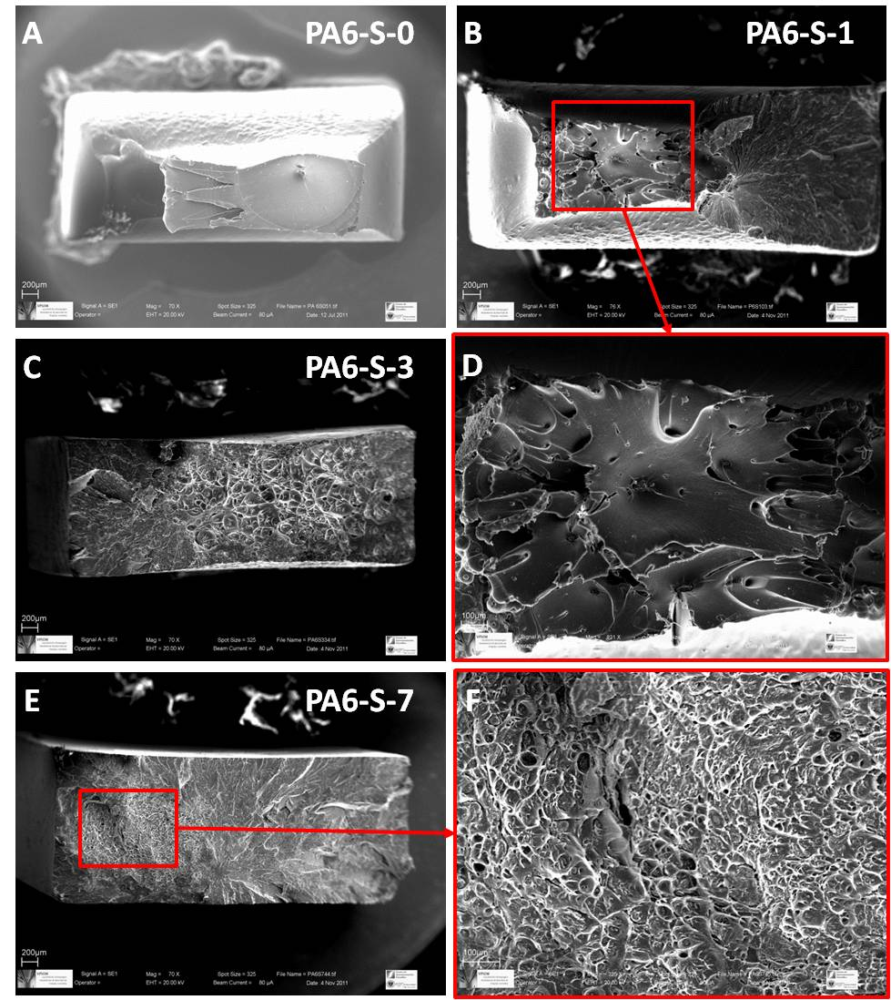 A
PA6-S-0
200µm
Signal A = SE1 Mag = 70 X Spot Size = 325 File Name = PA 6S051.tif
Operator = EHT = 20.00 kV Beam Current = 80 µA Date :12 Jul 2011
B
PA6-S-1
200µm
Signal A = SE1 Mag = 76 X Spot Size = 325 File Name = P6S103.tif
Operator = EHT = 20.00 kV Beam Current = 80 µA Date :4 Nov 2011
C
PA6-S-3
200µm
Signal A = SE1 Mag = 70 X Spot Size = 325 File Name = PA6S334.tif
Operator = EHT = 20.00 kV Beam Current = 80 µA Date :4 Nov 2011
D
100µm
E
PA6-S-7
200µm
Signal A = SE1 Mag = 70 X Spot Size = 325 File Name = PA6S744.tif
Operator = EHT = 20.00 kV Beam Current = 80 µA Date :4 Nov 2011
F
100µm